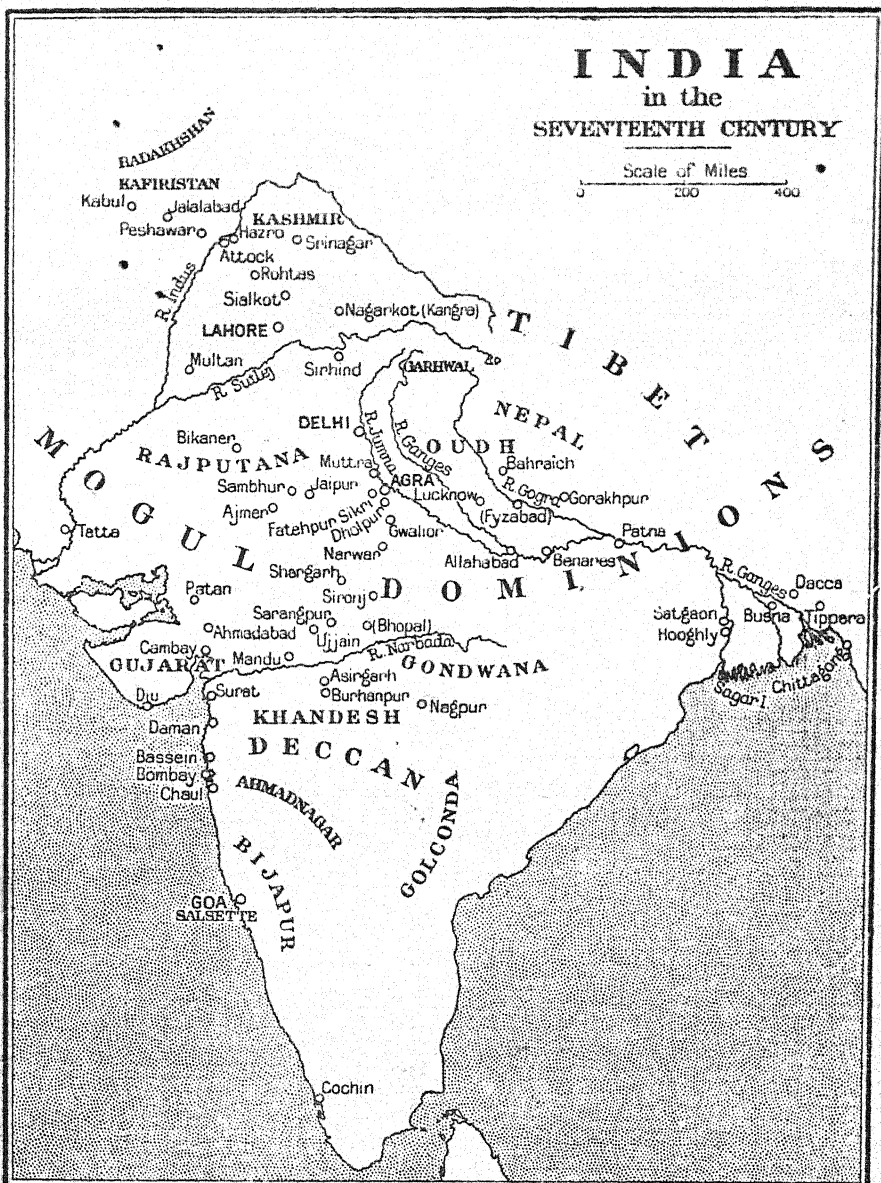 INDIA
in the
SEVENTEENTH CENTURY
Scale of Miles
0 200 400
BADAKHSHAN
KAFIRISTAN
Kabul
Jalalabad
KASHMIR
Peshawar
Hazro
Srinagar
Attock
Rohtas
R. Indus
Sialkot
Nagarkot (Kangra)
LAHORE
TIBET
Multan
Sirhind
R. Sutlej
GARHWAL
NEPAL
DELHI
R. Jumna
R. Ganges
OUDH
MOGUL DOMINIONS
Bikaner
RAJPUTANA
Muttra
Bahraich
Sambhur
Jaipur
AGRA
Lucknow
R. Gogra
Gorakhpur
Ajmer
Fatehpur Sikri
(Fyzabad)
Dholpur
Gwalior
Tatta
Narwar
Allahabad
Benares
Patna
Shargarh
R. Ganges
Dacca
Patan
Sironj
Sarangpur
Satgaon
Busna
Tippera
Ahmadabad
Ujjain
(Bhopal)
Hooghly
Cambay
R. Narbada
GUJARAT
Mandu
GONDWANA
Chittagong
Sagar I
Asirgarh
Diu
Surat
Burhanpur
Nagpur
Daman
KHANDESH
DECCAN
Bassein
Bombay
Chaul
AHMADNAGAR
GOLCONDA
BIJAPUR
GOA
SALSETTE
Cochin